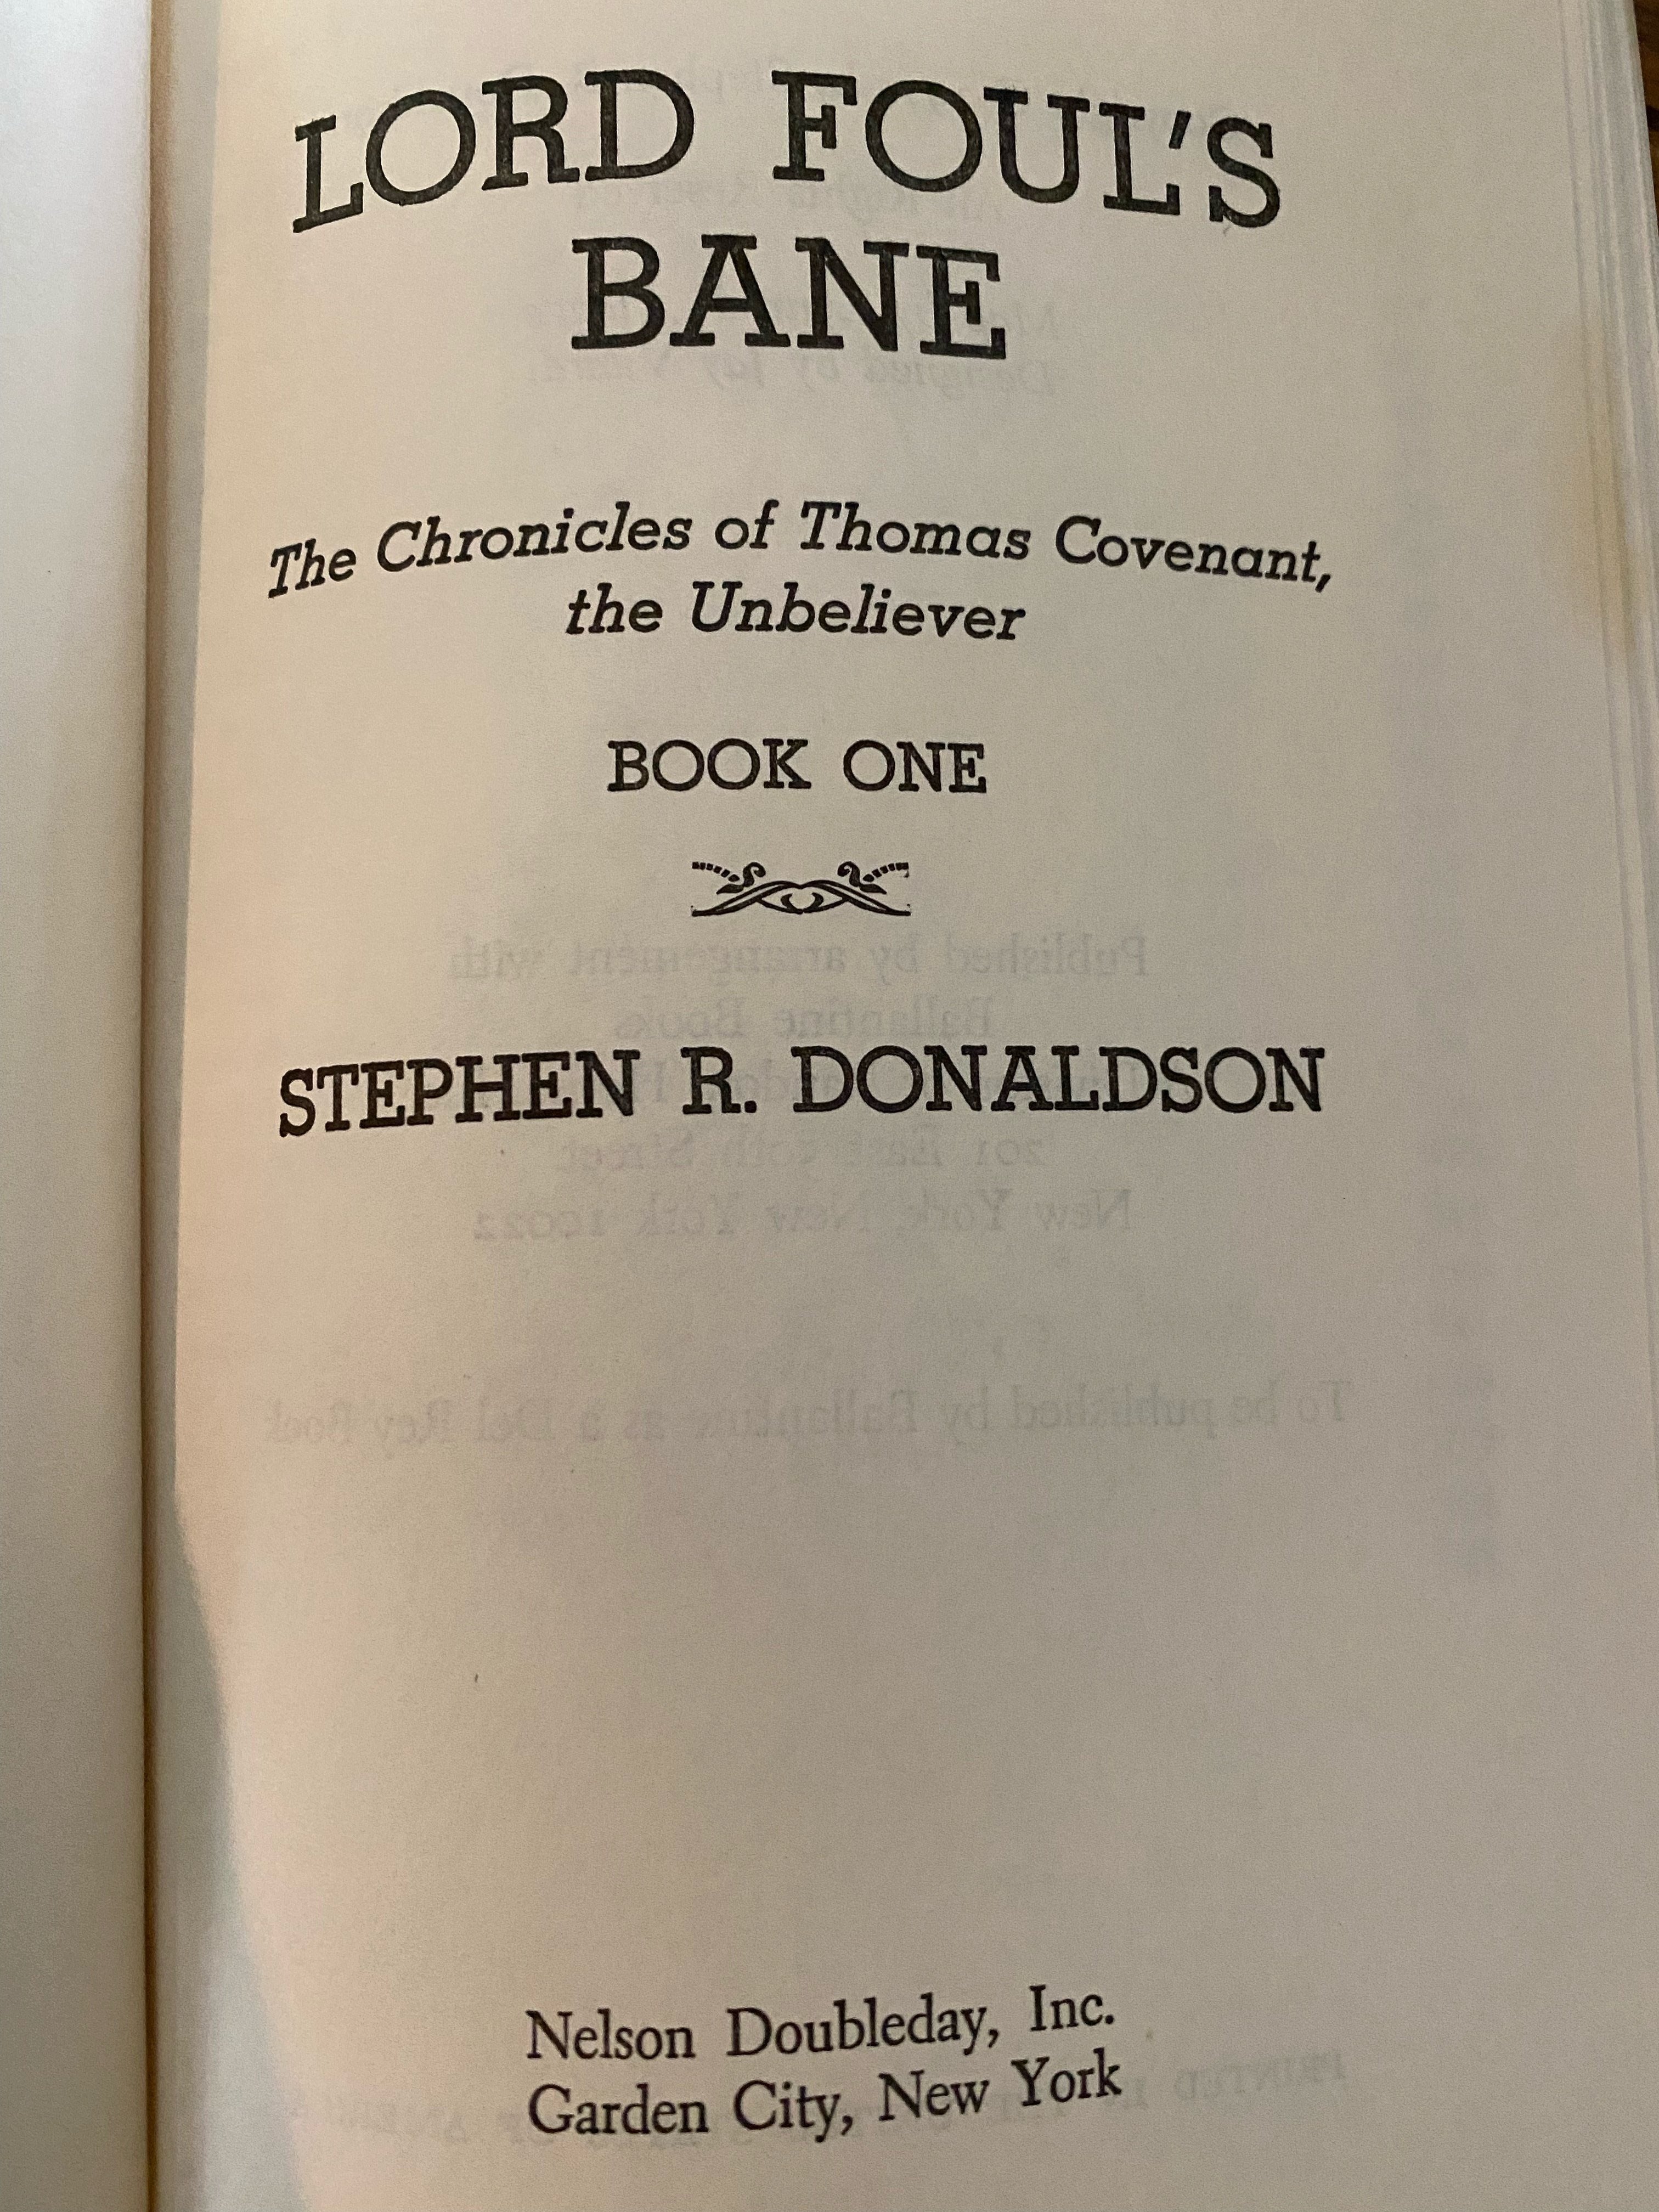 LORD FOUL'S
BANE
The Chronicles of Thomas Covenant,
the Unbeliever
BOOK ONE
STEPHEN R. DONALDSON
Nelson Doubleday, Inc.
Garden City, New York